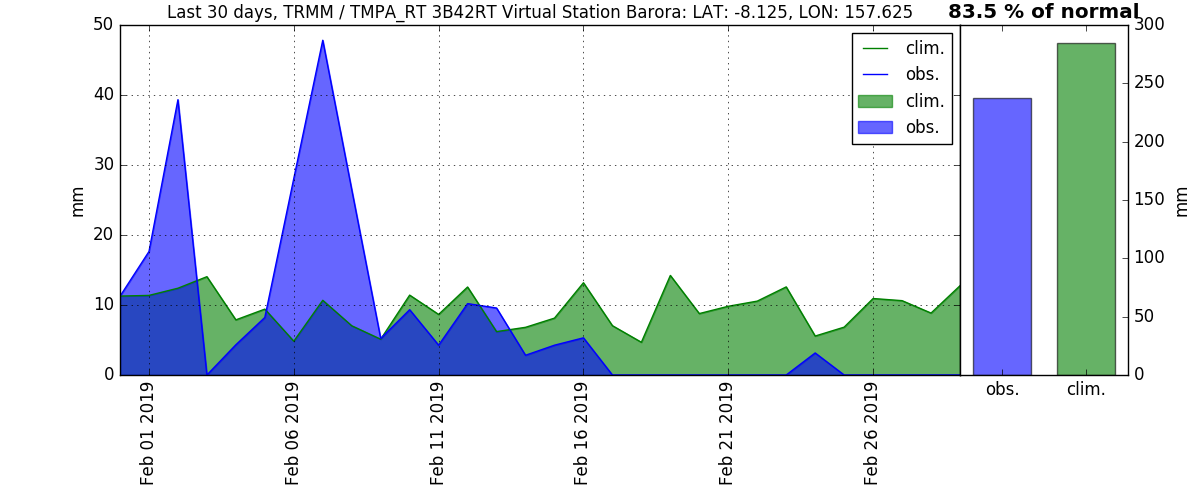 Last 30 days, TRMM / TMPA_RT 3B42RT Virtual Station Barora: LAT: -8.125, LON: 157.625
83.5 % of normal
50
40
30
20
10
0
mm
Feb 01 2019
Feb 06 2019
Feb 11 2019
Feb 16 2019
Feb 21 2019
Feb 26 2019
clim.
obs.
clim.
obs.
300
250
200
150
100
50
0
mm
obs.
clim.